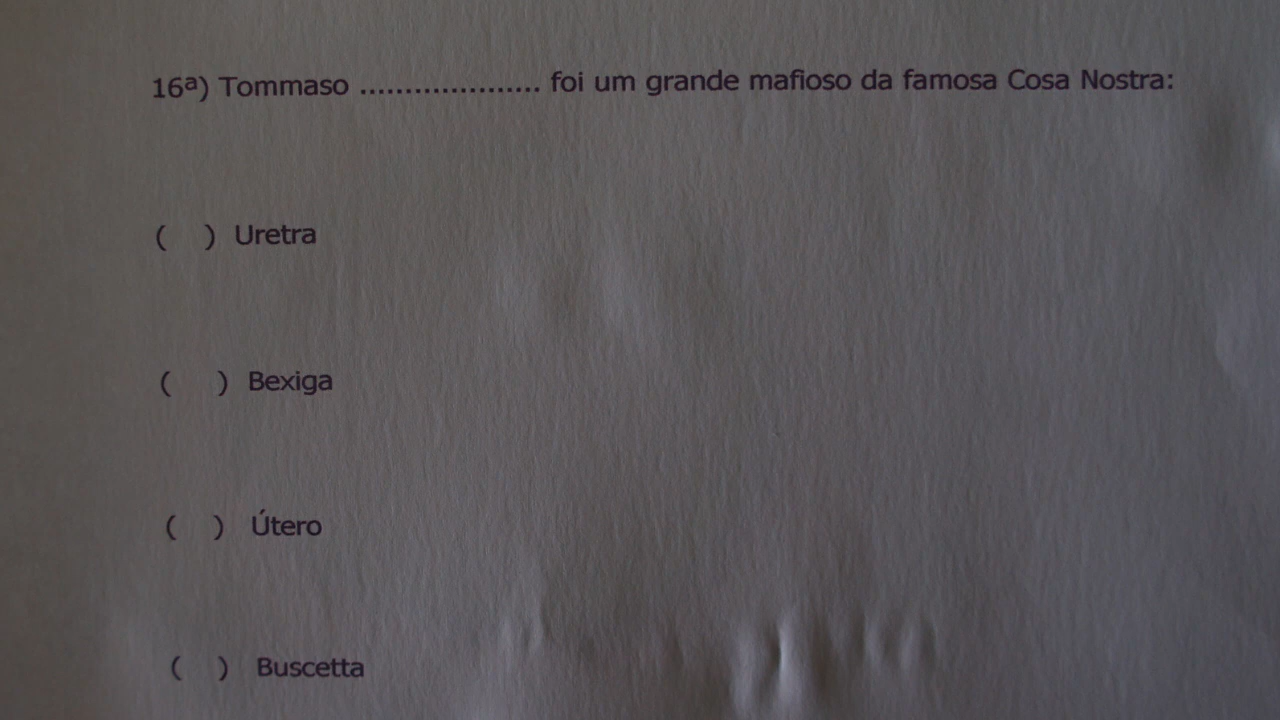 16ª) Tommaso .................... foi um grande mafioso da famosa Cosa Nostra:
( ) Uretra
( ) Bexiga
( ) Útero
( ) Buscetta